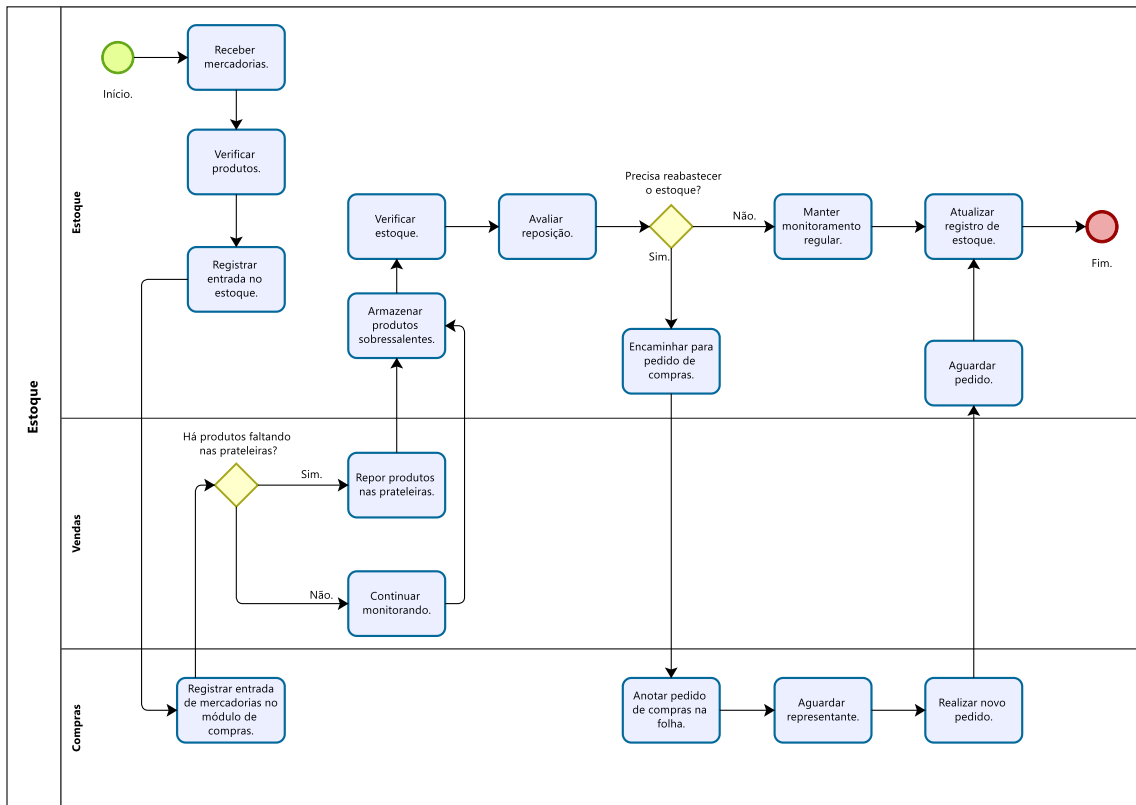 Estoque
Estoque
Início.
Receber
mercadorias.
Verificar
produtos.
Registrar
entrada no
estoque.
Verificar
estoque.
Armazenar
produtos
sobressalentes.
Avaliar
reposição.
Precisa reabastecer
o estoque?
Não.
Sim.
Manter
monitoramento
regular.
Atualizar
registro de
estoque.
Fim.
Encaminhar para
pedido de
compras.
Aguardar
pedido.
Vendas
Há produtos faltando
nas prateleiras?
Sim.
Repor produtos
nas prateleiras.
Não.
Continuar
monitorando.
Compras
Registrar entrada
de mercadorias no
módulo de
compras.
Anotar pedido
de compras na
folha.
Aguardar
representante.
Realizar novo
pedido.